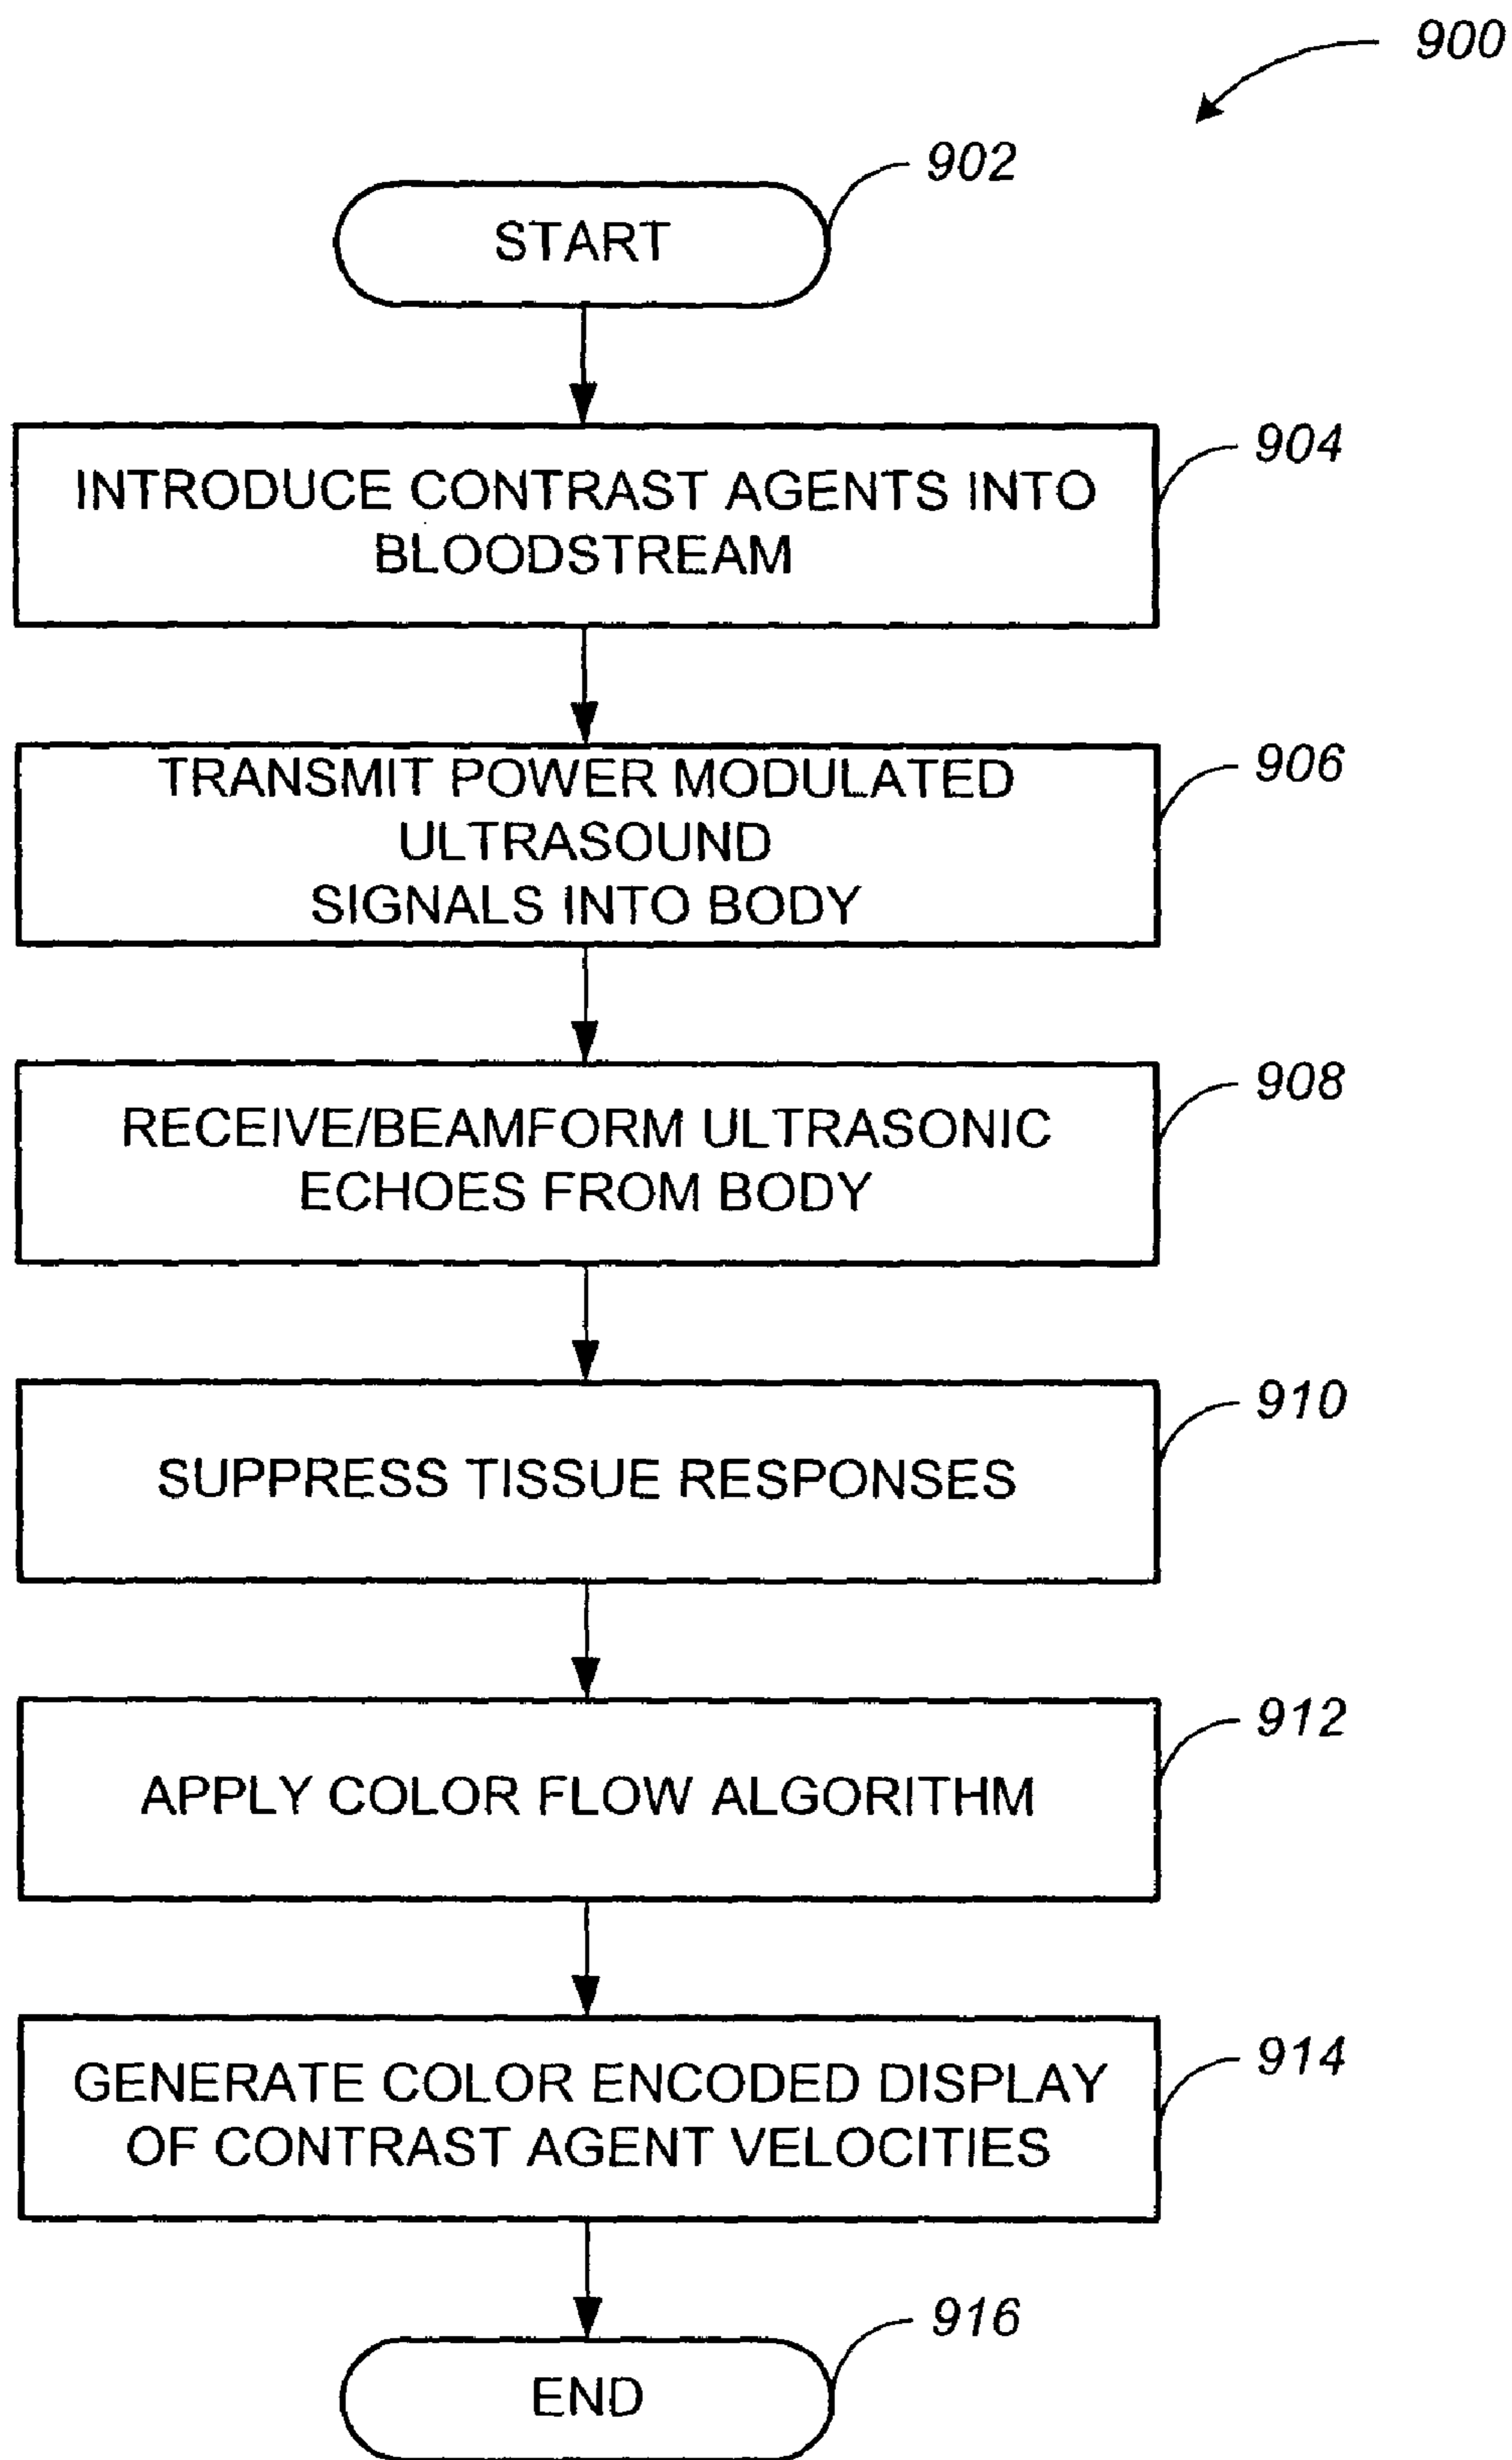 900
902
START
904
INTRODUCE CONTRAST AGENTS INTO
BLOODSTREAM
906
TRANSMIT POWER MODULATED
ULTRASOUND
SIGNALS INTO BODY
908
RECEIVE/BEAMFORM ULTRASONIC
ECHOES FROM BODY
910
SUPPRESS TISSUE RESPONSES
912
APPLY COLOR FLOW ALGORITHM
914
GENERATE COLOR ENCODED DISPLAY
OF CONTRAST AGENT VELOCITIES
916
END